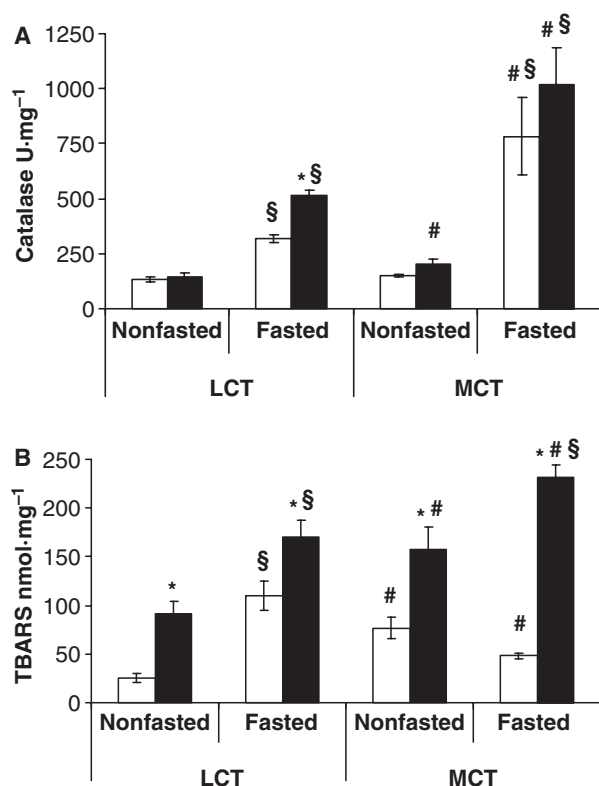 A
Catalase U·mg⁻¹
1250
1000
750
500
250
0
§
* §
#
# §
# §
Nonfasted Fasted Nonfasted Fasted
LCT MCT
B
TBARS nmol·mg⁻¹
250
200
150
100
50
0
*
§
* §
#
* #
#
* # §
Nonfasted Fasted Nonfasted Fasted
LCT MCT